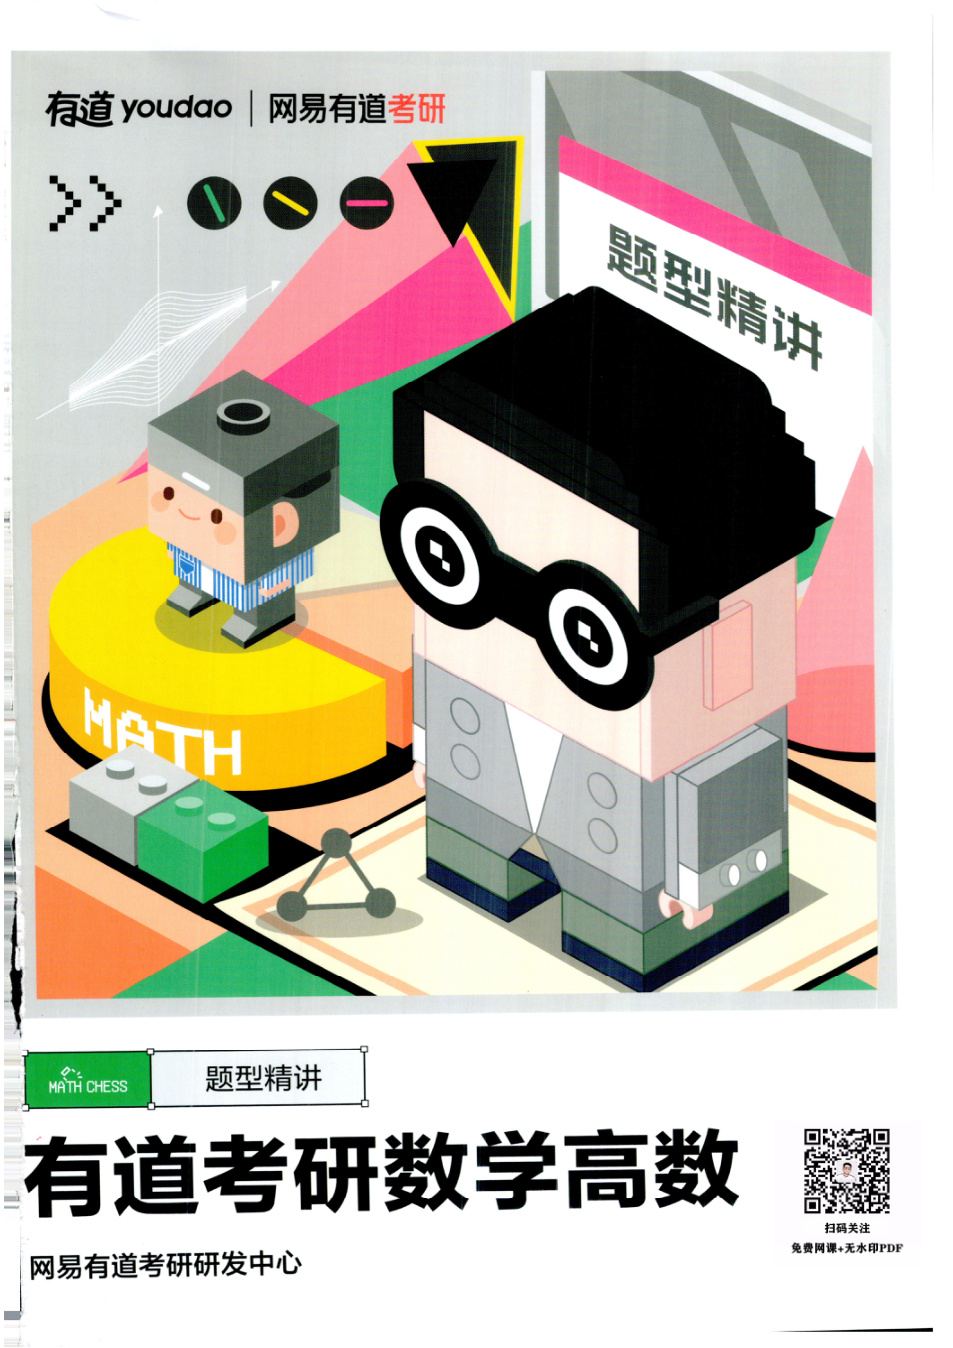 有道 youdao | 网易有道考研
题型精讲
MATH
MATH CHESS
题型精讲
有道考研数学高数
网易有道考研研发中心
扫码关注
免费网课+无水印PDF